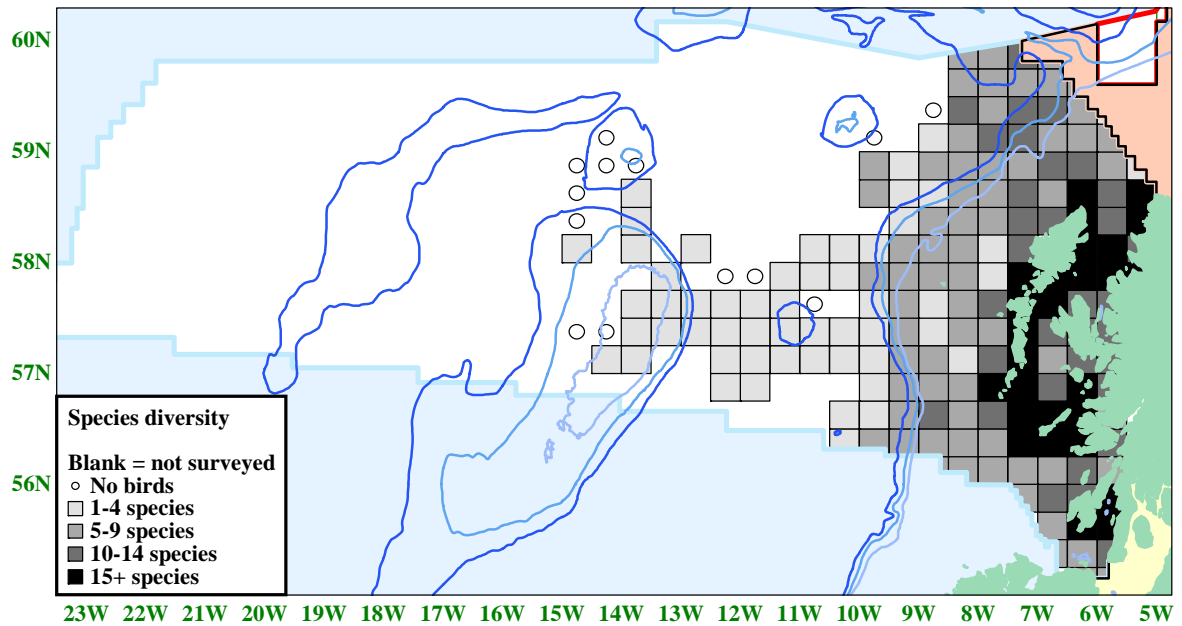 60N
59N
58N
57N
56N
Species diversity
Blank = not surveyed
No birds
1-4 species
5-9 species
10-14 species
15+ species
23W 22W 21W 20W 19W 18W 17W 16W 15W 14W 13W 12W 11W 10W 9W 8W 7W 6W 5W